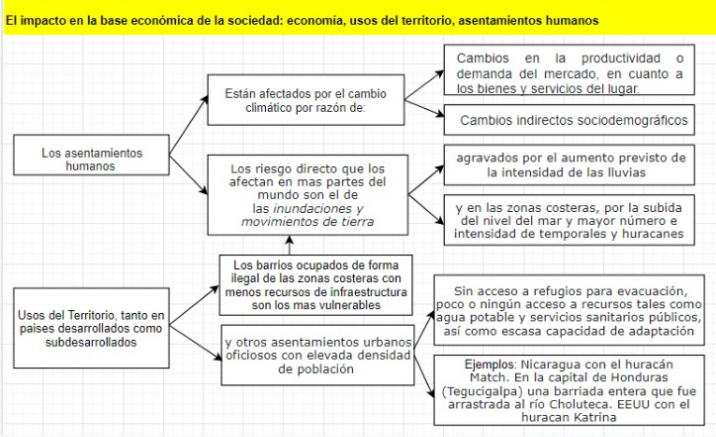 El impacto en la base económica de la sociedad: economía, usos del territorio, asentamientos humanos
Los asentamientos
humanos
Están afectados por el cambio
climático por razón de:
Cambios en la productividad o
demanda del mercado, en cuanto a
los bienes y servicios del lugar.
Cambios indirectos sociodemográficos
Los riesgo directo que los
afectan en mas partes del
mundo son el de
las inundaciones y
movimientos de tierra
agravados por el aumento previsto de
la intensidad de las lluvias
y en las zonas costeras, por la subida
del nivel del mar y mayor número e
intensidad de temporales y huracanes
Usos del Territorio, tanto en
paises desarrollados como
subdesarrollados
Los barrios ocupados de forma
ilegal de las zonas costeras con
menos recursos de infraestructura
son los mas vulnerables
y otros asentamientos urbanos
oficiosos con elevada densidad
de población
Sin acceso a refugios para evacuación,
poco o ningún acceso a recursos tales como
agua potable y servicios sanitarios públicos,
así como escasa capacidad de adaptación
Ejemplos: Nicaragua con el huracán
Match. En la capital de Honduras
(Tegucigalpa) una barriada entera que fue
arrastrada al río Choluteca. EEUU con el
huracan Katrina